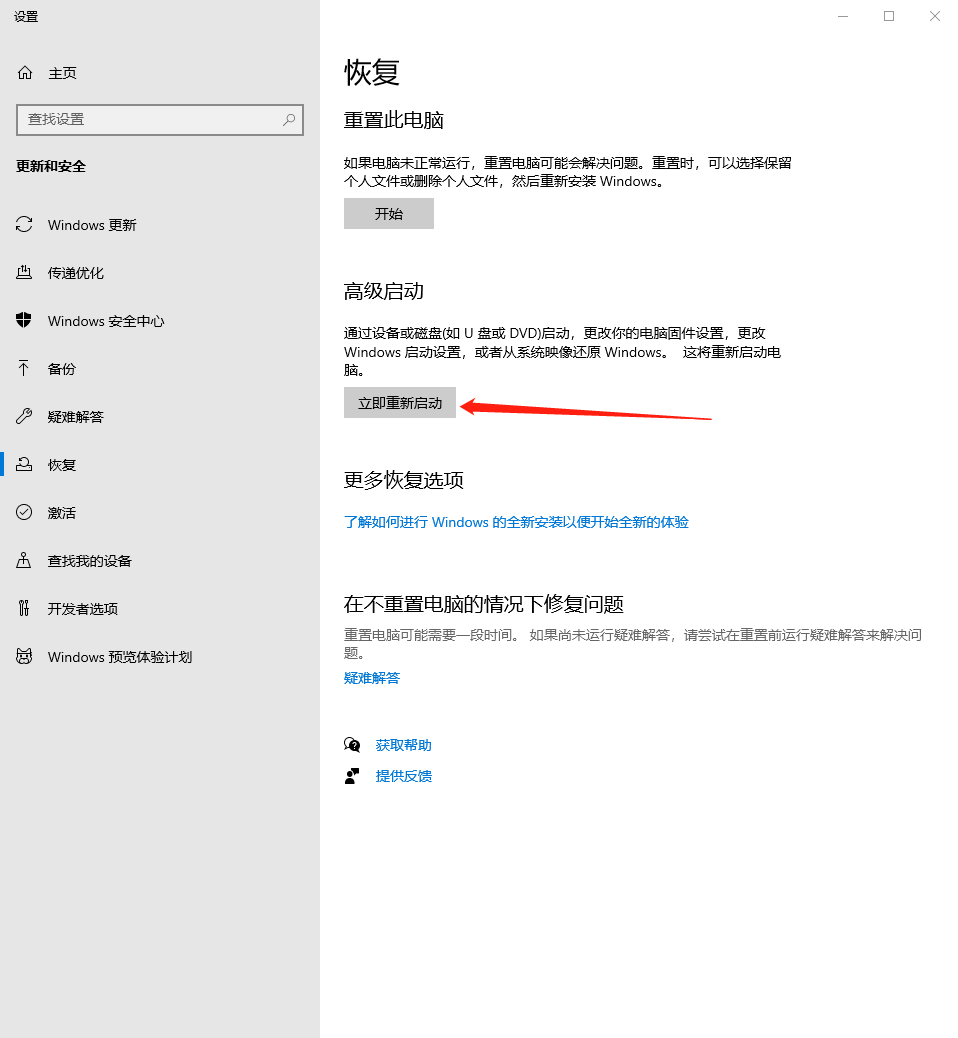 设置
主页
查找设置
更新和安全
Windows 更新
传递优化
Windows 安全中心
备份
疑难解答
恢复
激活
查找我的设备
开发者选项
Windows 预览体验计划
恢复
重置此电脑
如果电脑未正常运行，重置电脑可能会解决问题。重置时，可以选择保留
个人文件或删除个人文件，然后重新安装 Windows。
开始
高级启动
通过设备或磁盘(如 U 盘或 DVD)启动，更改你的电脑固件设置，更改
Windows 启动设置，或者从系统映像还原 Windows。 这将重新启动电
脑。
立即重新启动
更多恢复选项
了解如何进行 Windows 的全新安装以便开始全新的体验
在不重置电脑的情况下修复问题
重置电脑可能需要一段时间。 如果尚未运行疑难解答，请尝试在重置前运行疑难解答来解决问
题。
疑难解答
获取帮助
提供反馈